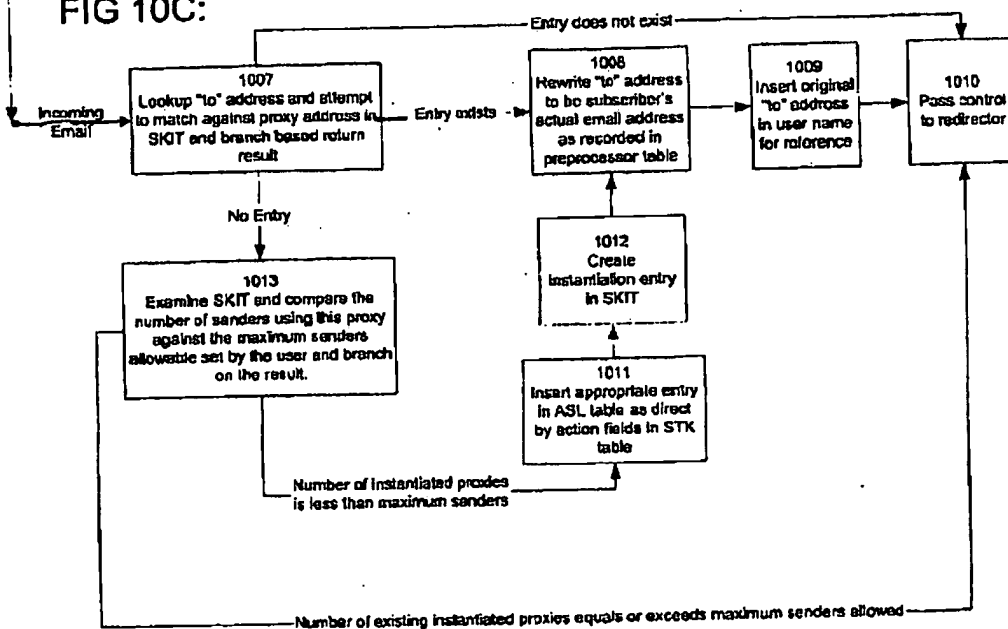 FIG 10C:
Entry does not exist
Incoming
Email
1007
Lookup "to" address and attempt
to match against proxy address in
SKIT and branch based return
result
Entry exists
1008
Rewrite "to" address
to be subscriber's
actual email address
as recorded in
preprocessor table
1009
Insert original
"to" address
in user name
for reference
1010
Pass control
to redirector
No Entry
1013
Examine SKIT and compare the
number of senders using this proxy
against the maximum senders
allowable set by the user and branch
on the result.
1012
Create
instantiation entry
in SKIT
1011
Insert appropriate entry
in ASL table as direct
by action fields in STK
table
Number of instantiated proxies
is less than maximum senders
Number of existing instantiated proxies equals or exceeds maximum senders allowed